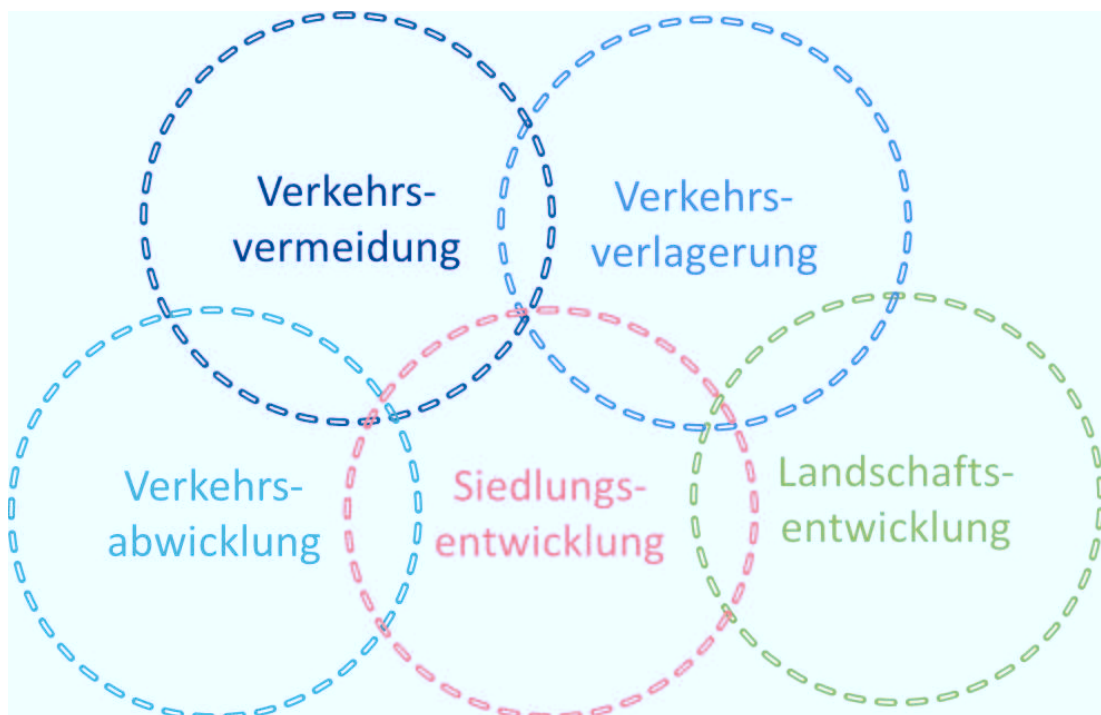 Verkehrs-
vermeidung
Verkehrs-
verlagerung
Verkehrs-
abwicklung
Siedlungs-
entwicklung
Landschafts-
entwicklung